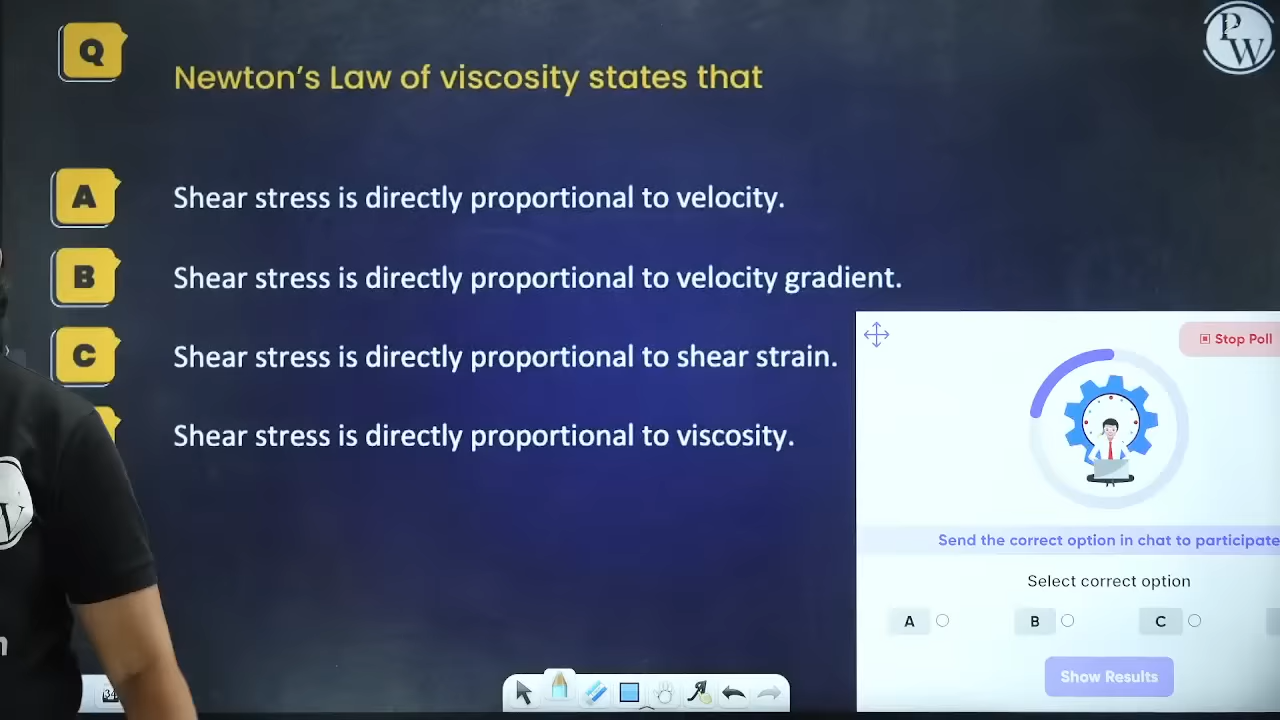 Q
Newton's Law of viscosity states that
PW
A
Shear stress is directly proportional to velocity.
B
Shear stress is directly proportional to velocity gradient.
C
Shear stress is directly proportional to shear strain.
Shear stress is directly proportional to viscosity.
Stop Poll
Send the correct option in chat to participate
Select correct option
A
B
C
Show Results